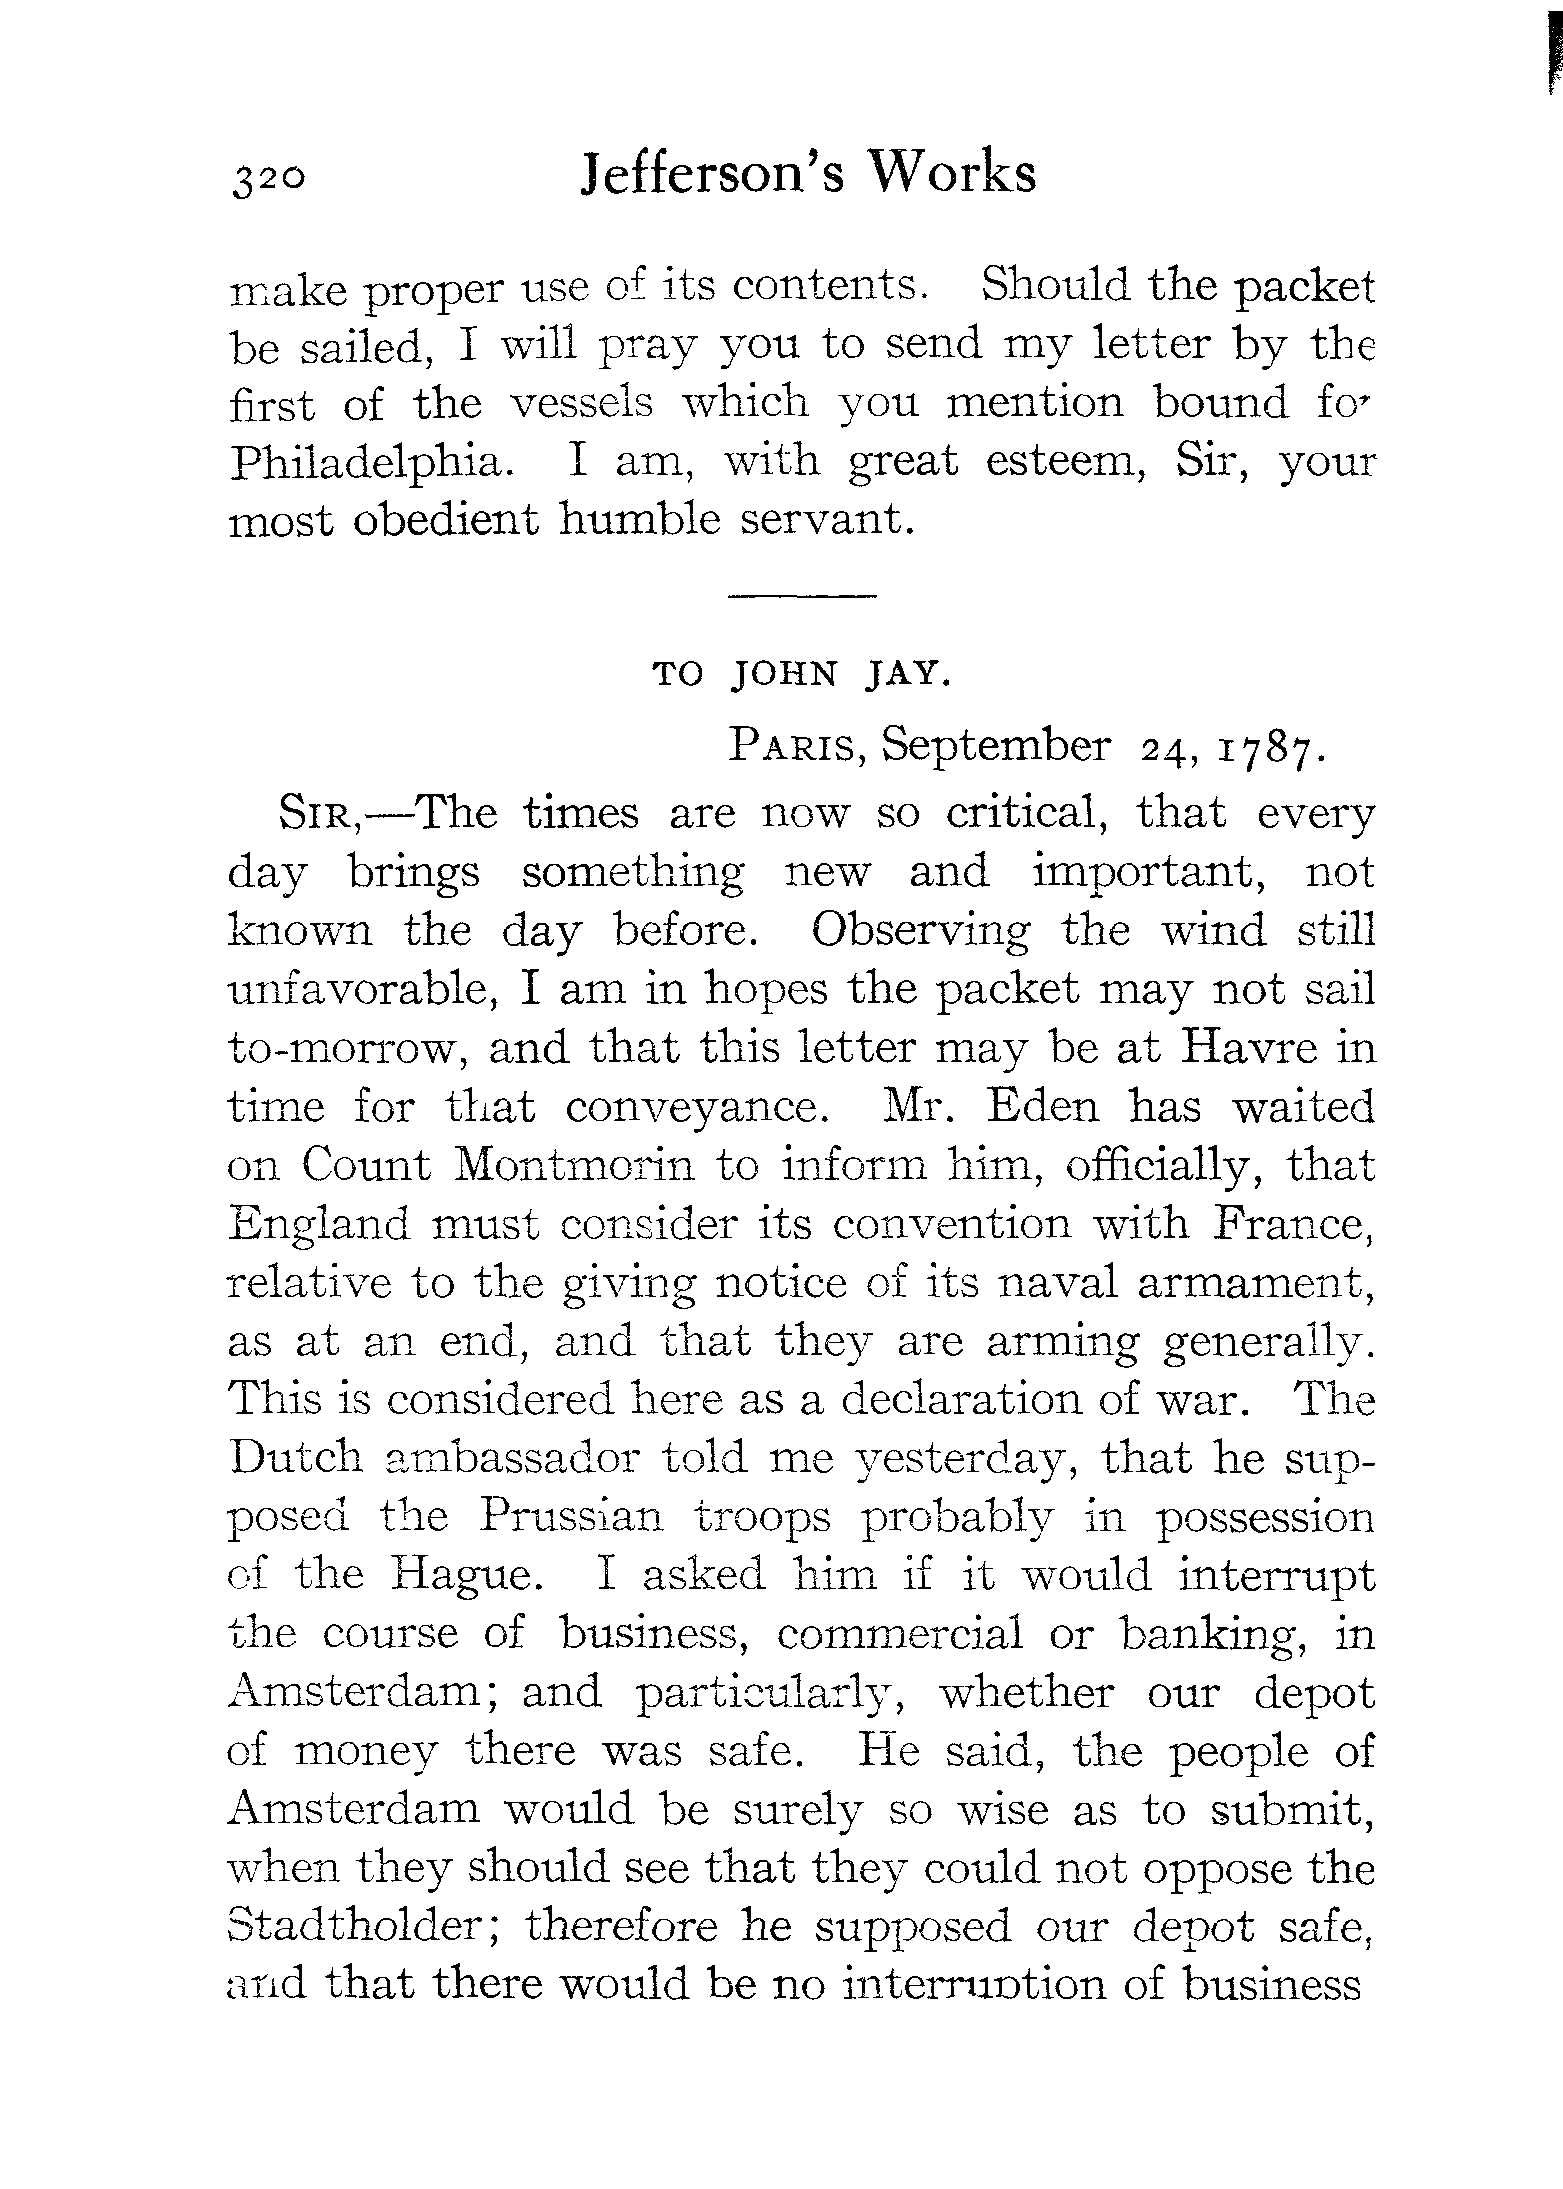 320 Jefferson's Works
make proper use of its contents. Should the packet
be sailed, I will pray you to send my letter by the
first of the vessels which you mention bound for
Philadelphia. I am, with great esteem, Sir, your
most obedient humble servant.
TO JOHN JAY.
PARIS, September 24, 1787.
SIR,—The times are now so critical, that every
day brings something new and important, not
known the day before. Observing the wind still
unfavorable, I am in hopes the packet may not sail
to-morrow, and that this letter may be at Havre in
time for that conveyance. Mr. Eden has waited
on Count Montmorin to inform him, officially, that
England must consider its convention with France,
relative to the giving notice of its naval armament,
as at an end, and that they are arming generally.
This is considered here as a declaration of war. The
Dutch ambassador told me yesterday, that he sup-
posed the Prussian troops probably in possession
of the Hague. I asked him if it would interrupt
the course of business, commercial or banking, in
Amsterdam; and particularly, whether our depot
of money there was safe. He said, the people of
Amsterdam would be surely so wise as to submit,
when they should see that they could not oppose the
Stadtholder; therefore he supposed our depot safe,
and that there would be no interruption of business